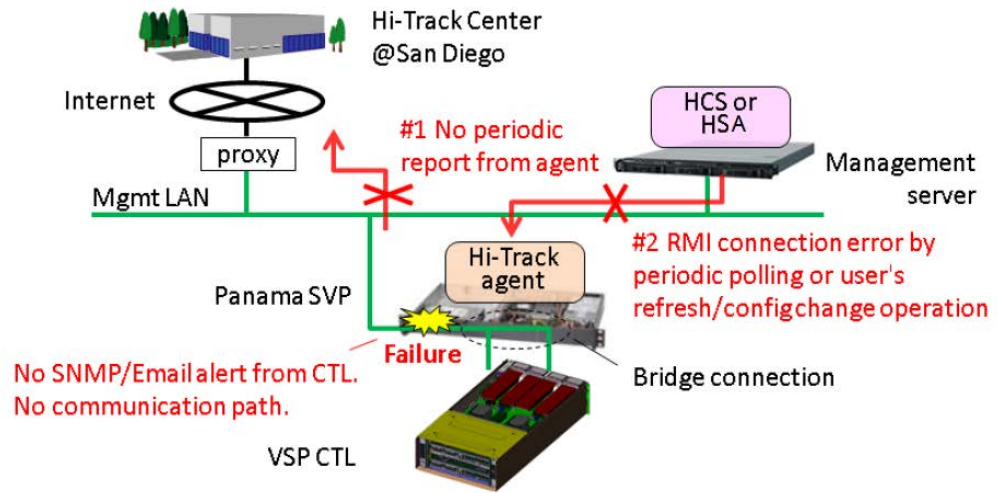 Hi-Track Center
@San Diego
Internet
proxy
Mgmt LAN
#1 No periodic
report from agent
HCS or
HSA
Management
server
#2 RMI connection error by
periodic polling or user's
refresh/config change operation
Hi-Track
agent
Panama SVP
Failure
No SNMP/Email alert from CTL.
No communication path.
Bridge connection
VSP CTL